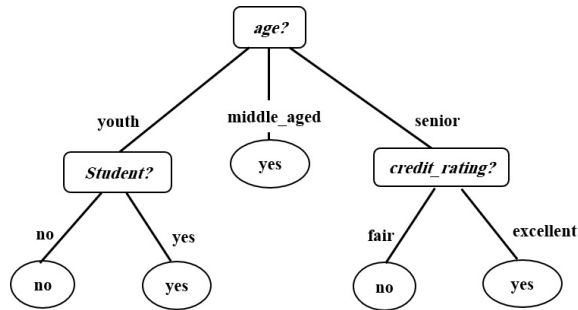 age?
youth
middle_aged
senior
Student?
yes
credit_rating?
no
yes
fair
excellent
no
yes
no
yes